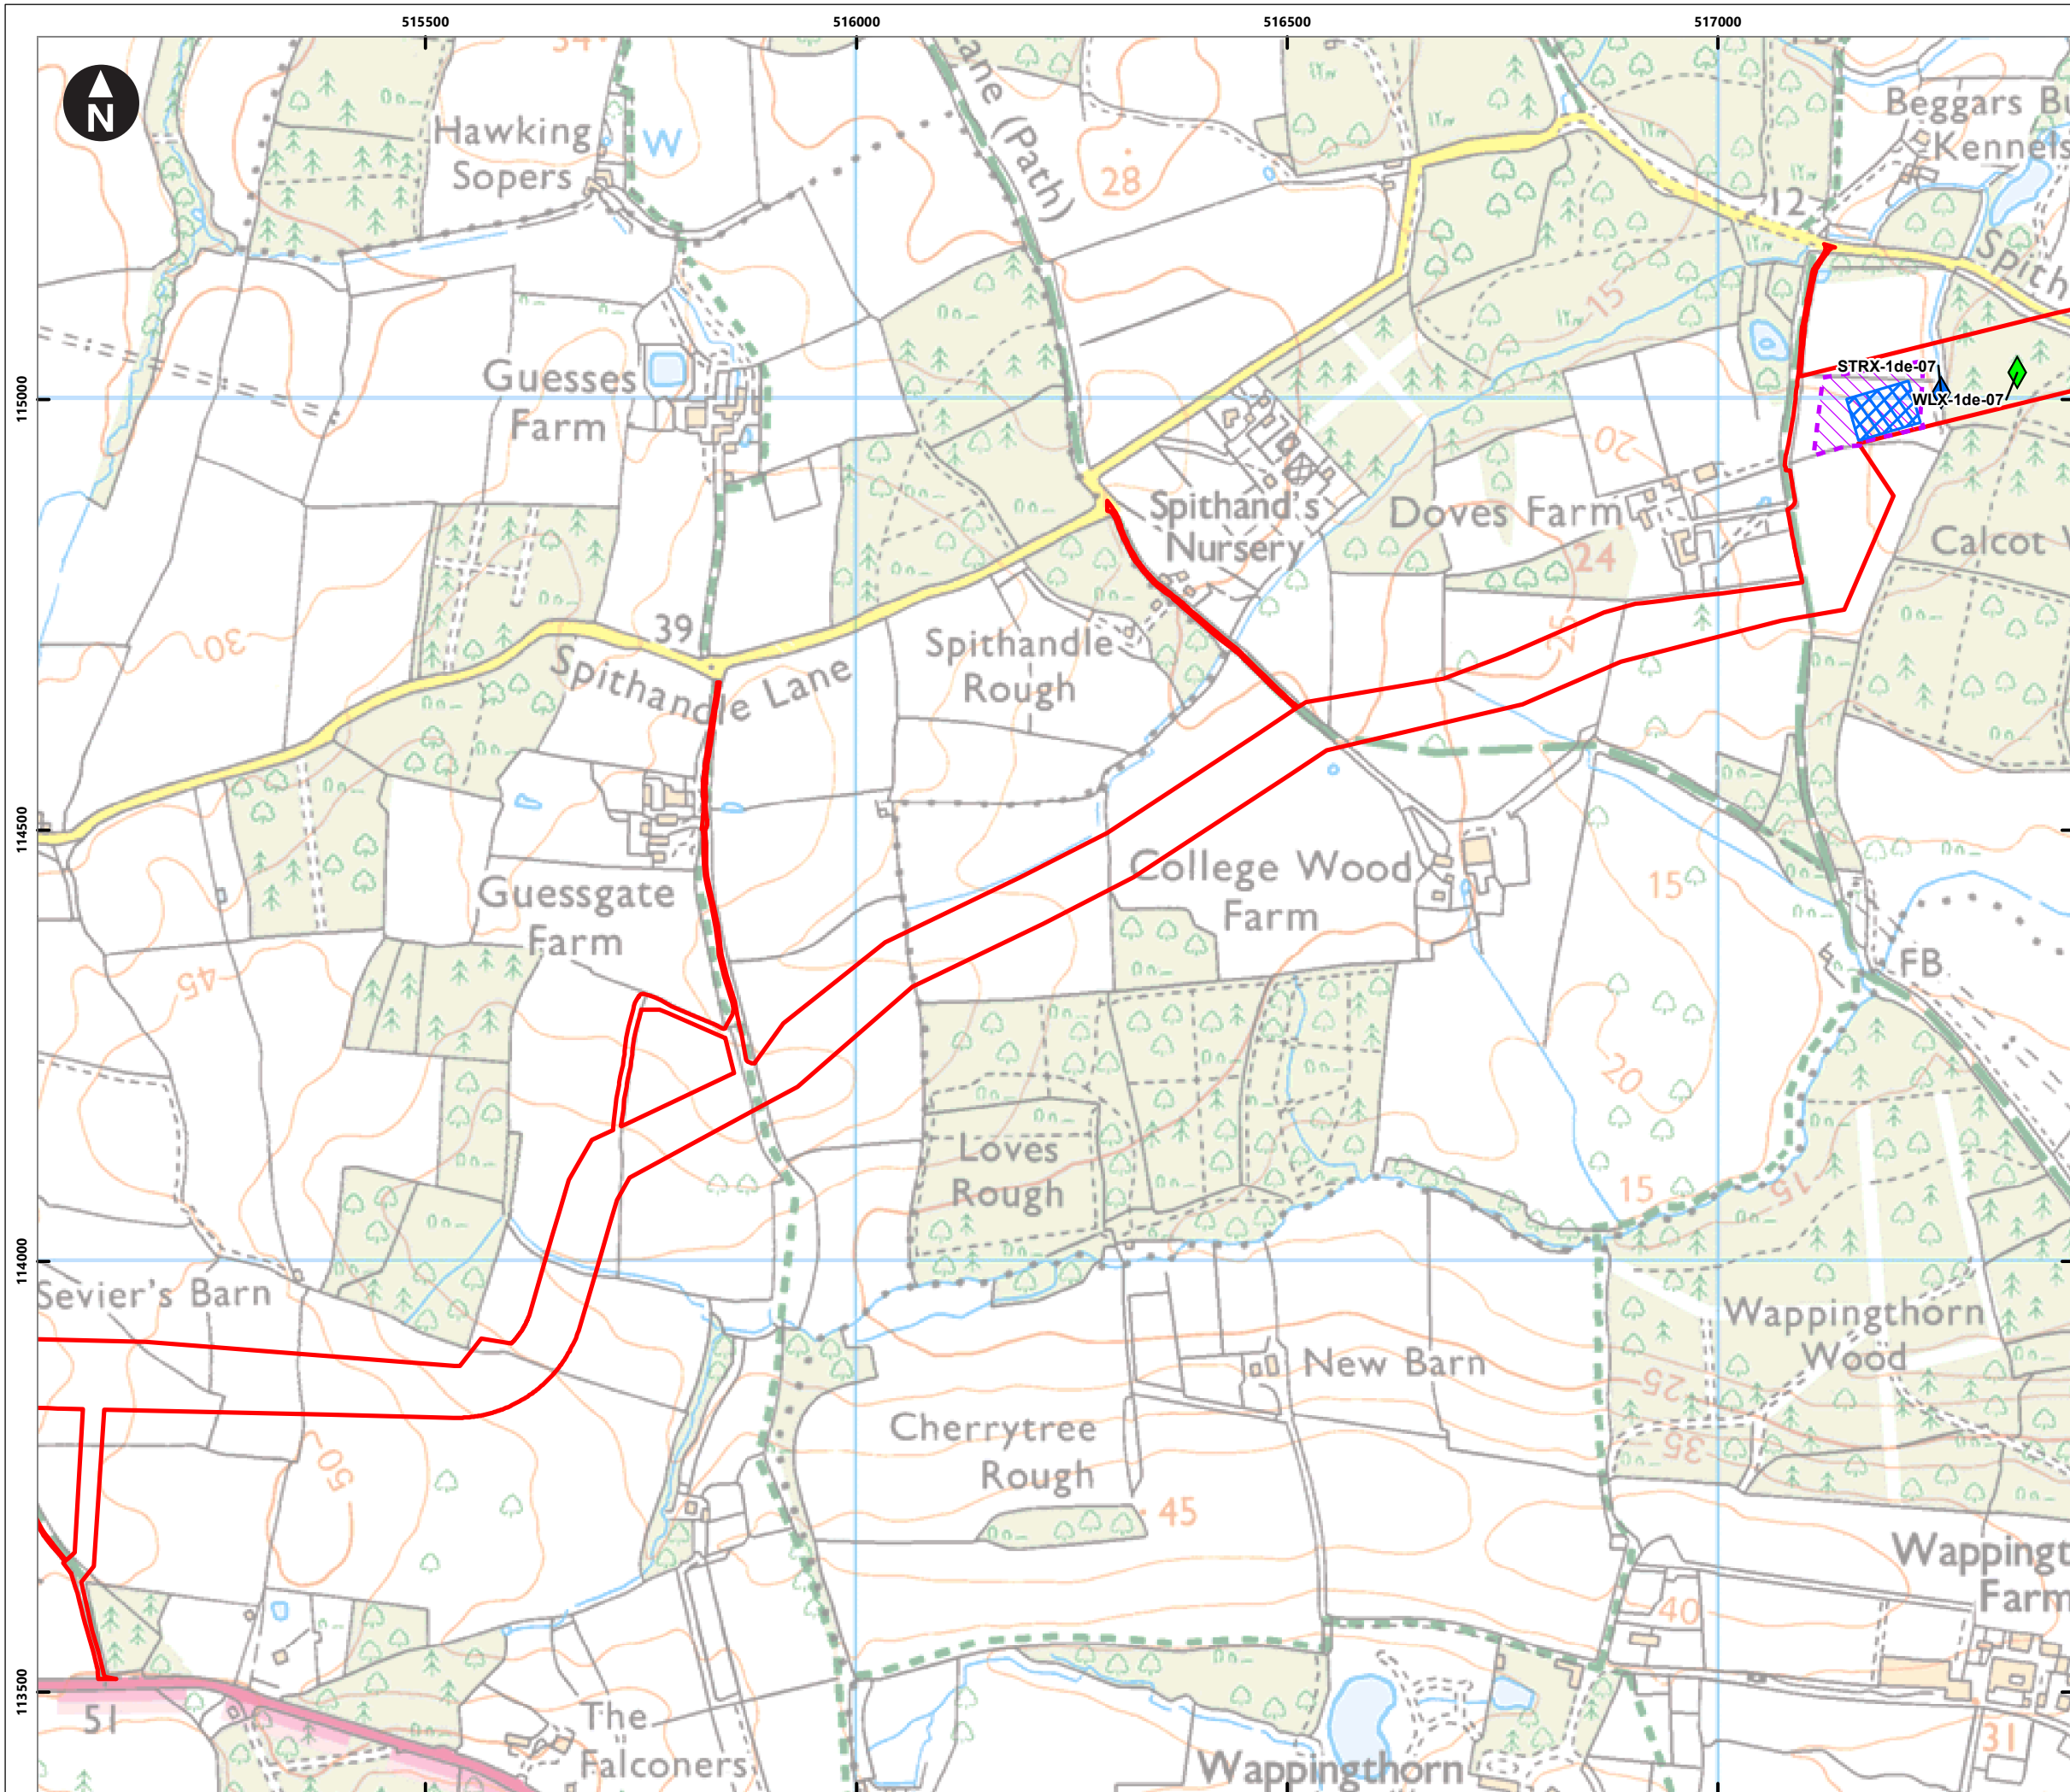 515500
516000
516500
517000
N
54
Hawking
Sopers
W
ane (Path)
28
Beggars Bu
Kennels
12
Spith
15
115000
Guesses
Farm
STRX-1de-07
WLX-1de-07
20
Spithand's
Nursery
Doves Farm
24
Calcot
30
39
Spithandle Lane
Spithandle
Rough
25
114500
Guessgate
Farm
College Wood
Farm
15
45
FB
20
Loves
Rough
15
15
114000
Sevier's Barn
Wappingthorn
Wood
New Barn
25
Cherrytree
Rough
35
50
45
Wappingt
Farm
40
113500
51
The
Falconers
31
Wappingthorn